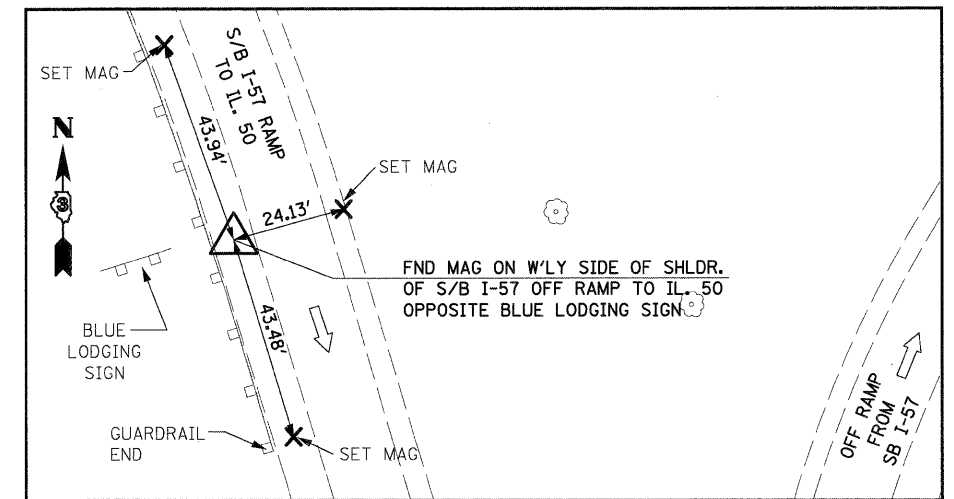 SET MAG
S/B I-57 RAMP
TO IL. 50
43.94'
N
3
SET MAG
24.13'
FND MAG ON W'LY SIDE OF SHLDR.
OF S/B I-57 OFF RAMP TO IL. 50
OPPOSITE BLUE LODGING SIGN
BLUE
LODGING
SIGN
43.48'
GUARDRAIL
END
SET MAG
OFF RAMP
FROM
SB I-57